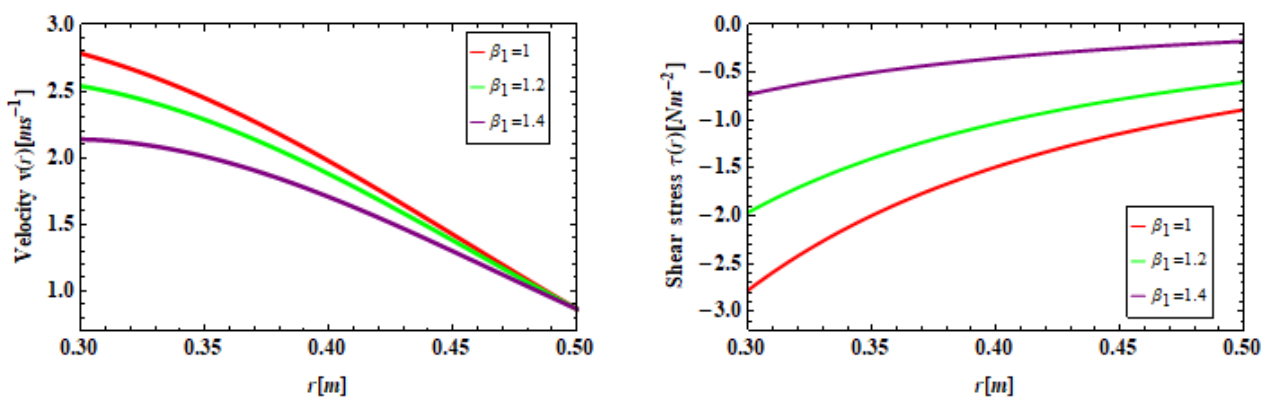 3.0
2.5
2.0
1.5
1.0
Velocity v(r)[ms⁻¹]
β₁=1
β₁=1.2
β₁=1.4
0.30 0.35 0.40 0.45 0.50
r[m]
0.0
−0.5
−1.0
−1.5
−2.0
−2.5
−3.0
Shear stress τ(r)[Nm⁻²]
β₁=1
β₁=1.2
β₁=1.4
0.30 0.35 0.40 0.45 0.50
r[m]